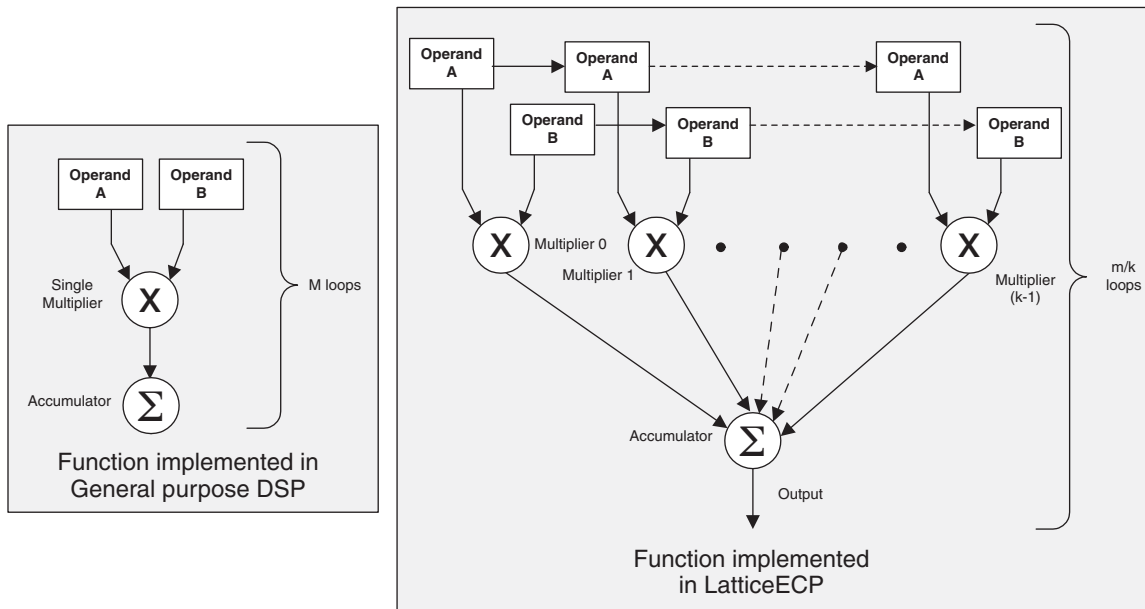 Operand
A
Operand
B
Single
Multiplier
X
M loops
Accumulator
Σ
Function implemented in
General purpose DSP
Operand
A
Operand
A
Operand
A
Operand
B
Operand
B
Operand
B
X
Multiplier 0
X
Multiplier 1
X
Multiplier
(k-1)
m/k
loops
Accumulator
Σ
Output
Function implemented
in LatticeECP